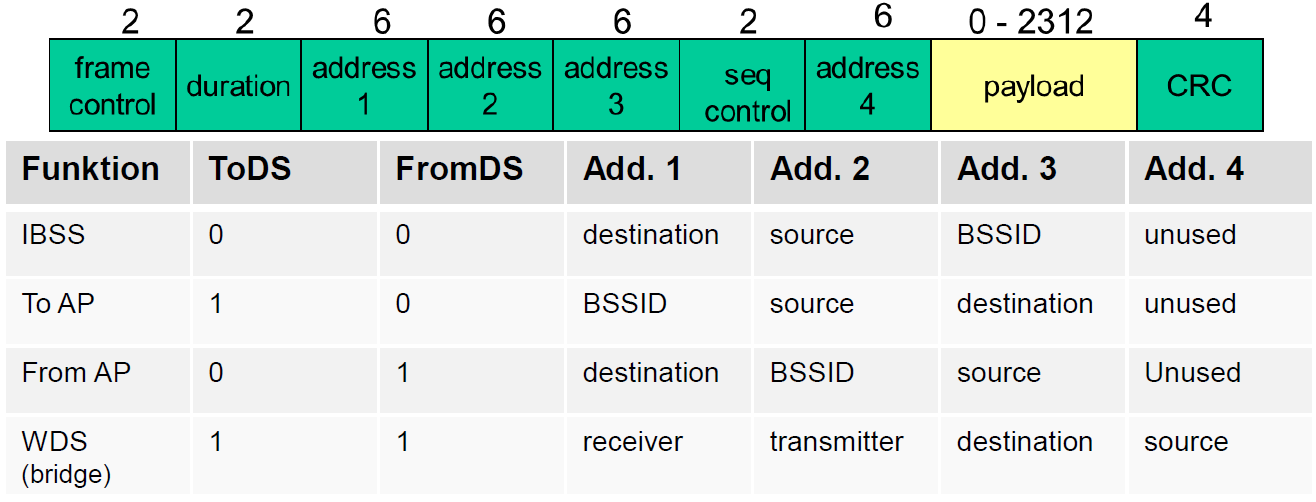 2 2 6 6 6 2 6 0 - 2312 4
frame control duration address 1 address 2 address 3 seq control address 4 payload CRC
Funktion ToDS FromDS Add. 1 Add. 2 Add. 3 Add. 4
IBSS 0 0 destination source BSSID unused
To AP 1 0 BSSID source destination unused
From AP 0 1 destination BSSID source Unused
WDS 1 1 receiver transmitter destination source
(bridge)